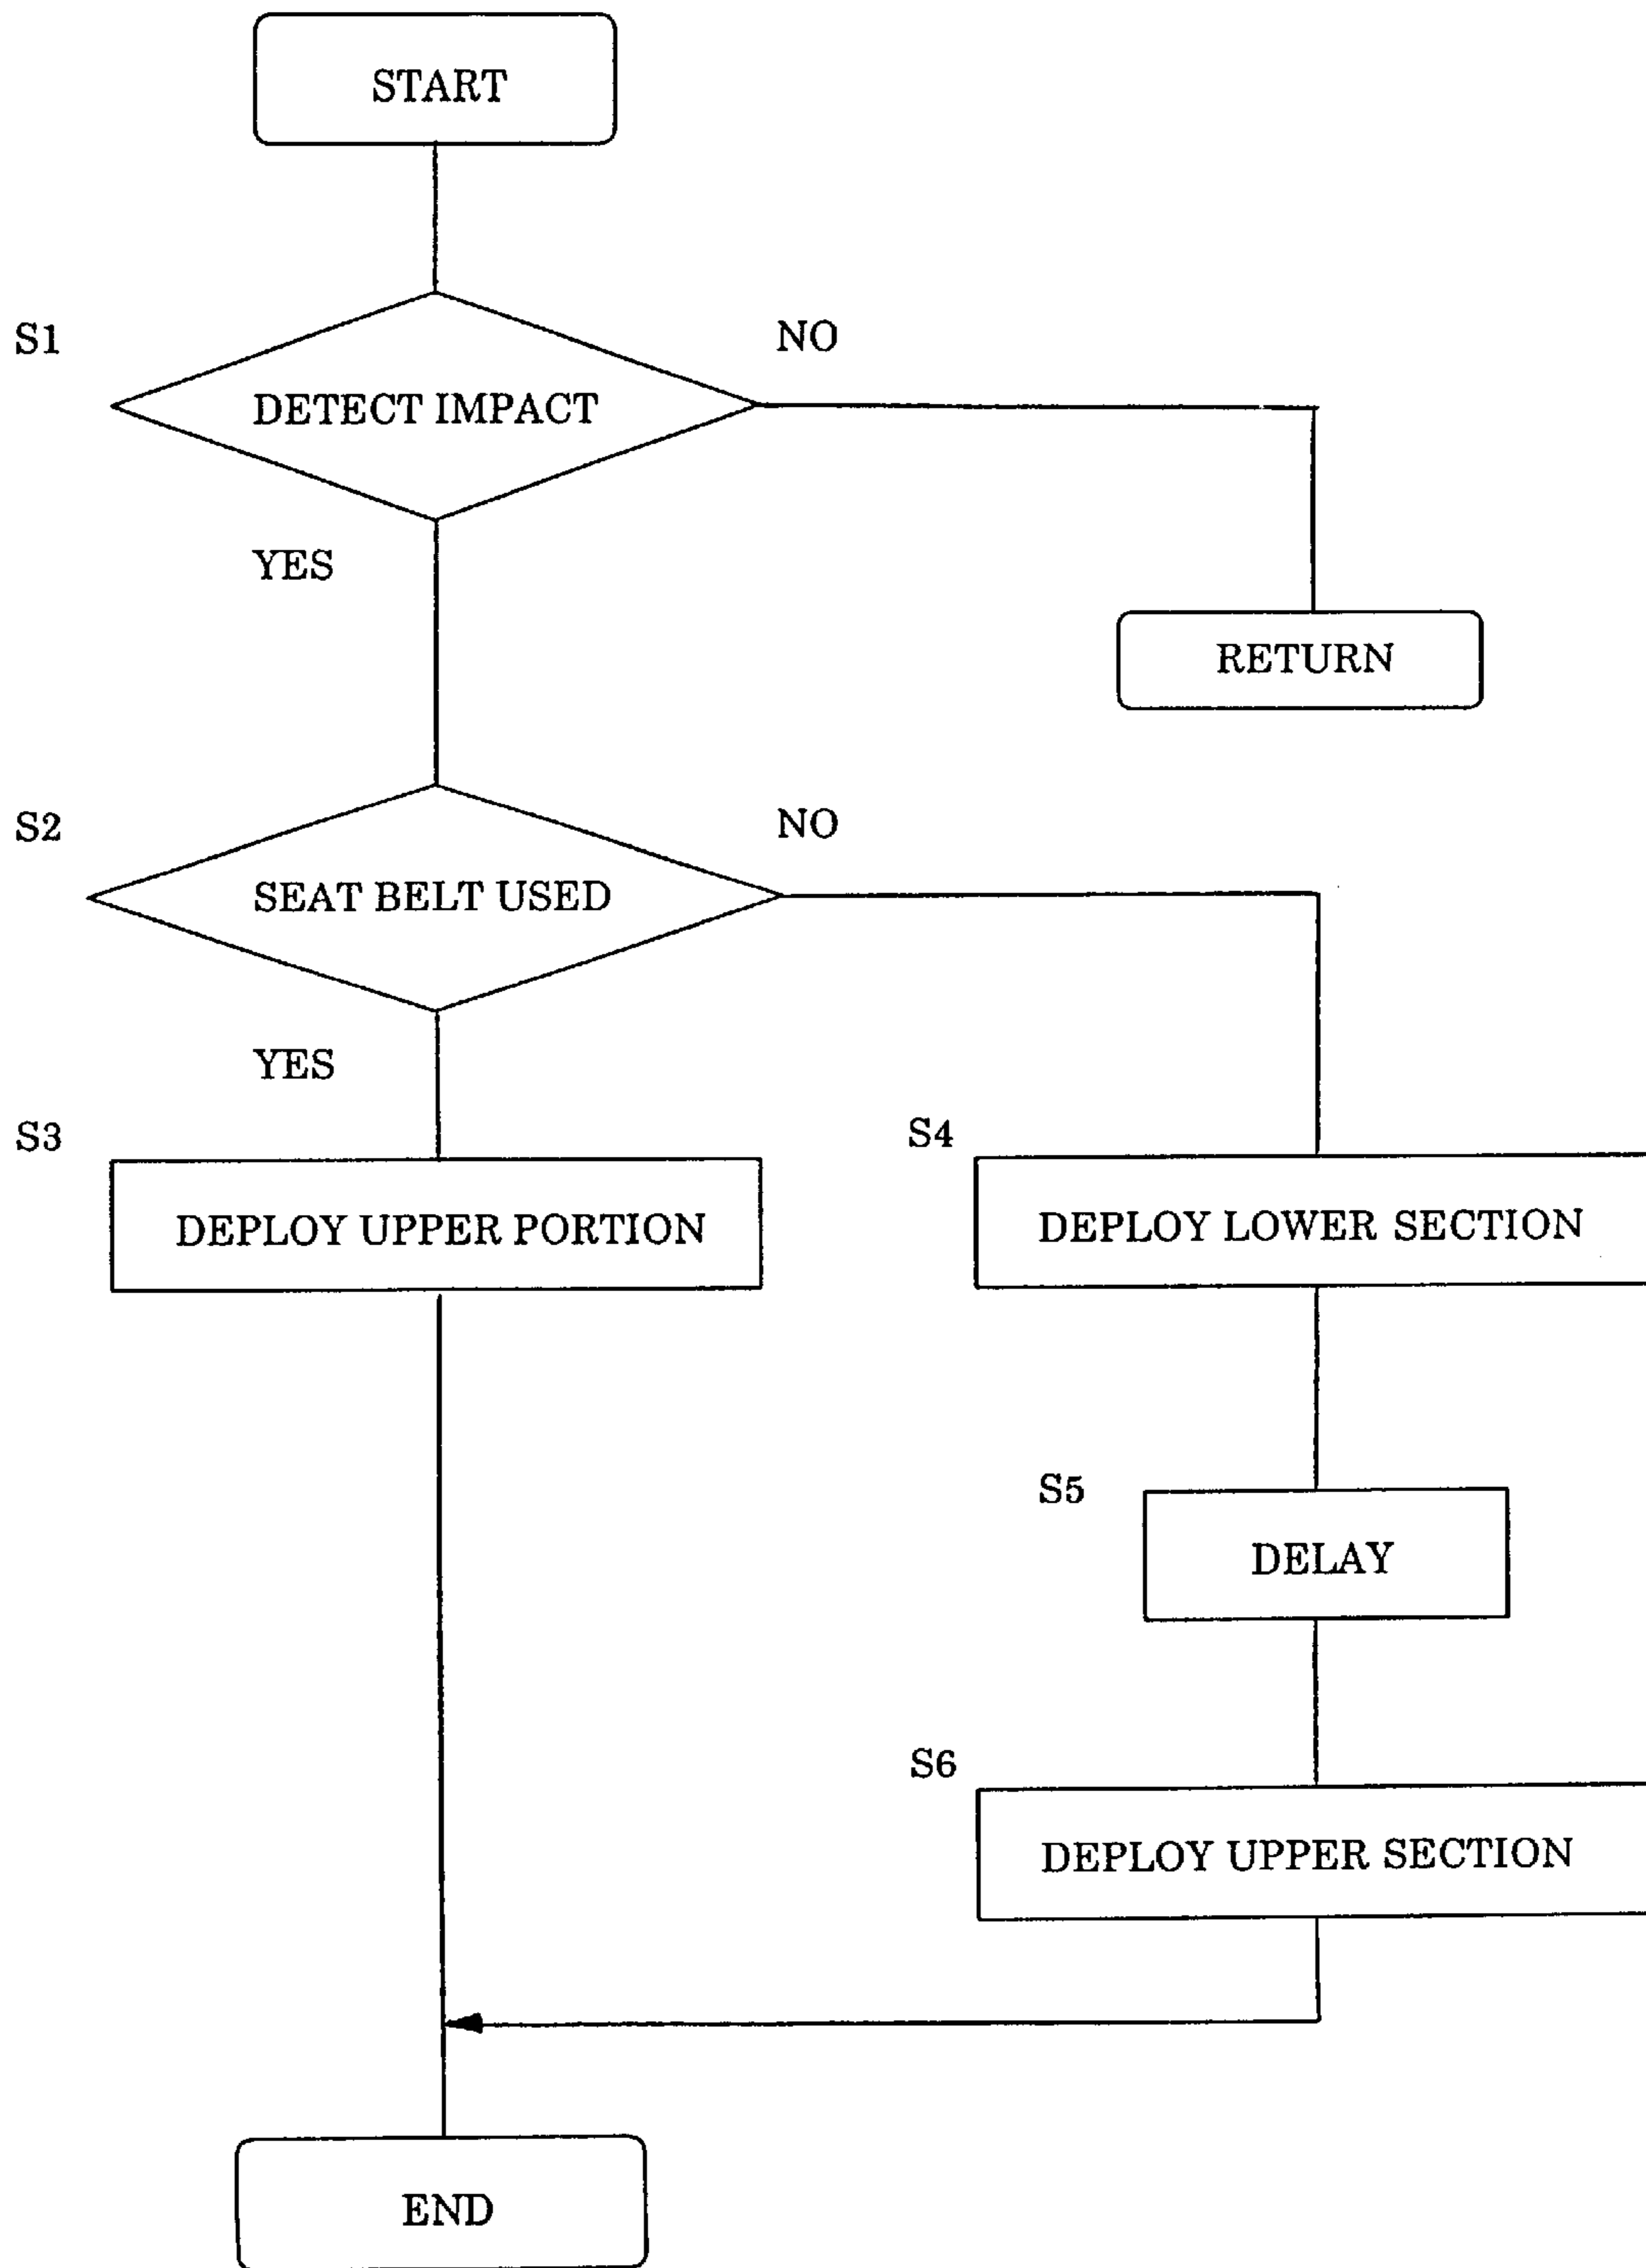 START
S1
NO
DETECT IMPACT
YES
RETURN
S2
NO
SEAT BELT USED
YES
S3
S4
DEPLOY UPPER PORTION
DEPLOY LOWER SECTION
S5
DELAY
S6
DEPLOY UPPER SECTION
END